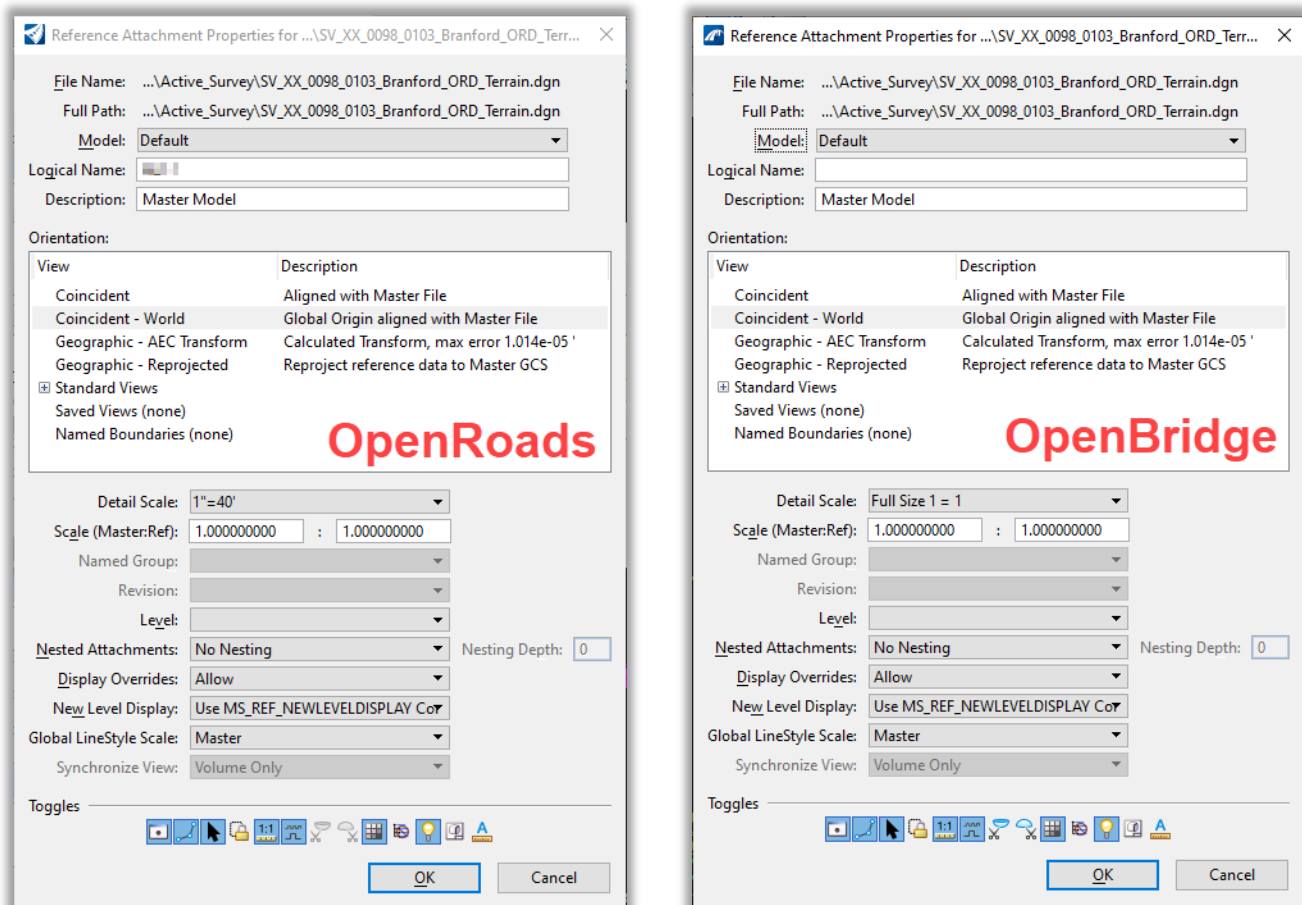 Reference Attachment Properties for ...\SV_XX_0098_0103_Branford_ORD_Terr...
File Name: ...\Active_Survey\SV_XX_0098_0103_Branford_ORD_Terrain.dgn
Full Path: ...\Active_Survey\SV_XX_0098_0103_Branford_ORD_Terrain.dgn
Model: Default
Logical Name:
Description: Master Model
Orientation:
View Description
Coincident Aligned with Master File
Coincident - World Global Origin aligned with Master File
Geographic - AEC Transform Calculated Transform, max error 1.014e-05 '
Geographic - Reprojected Reproject reference data to Master GCS
Standard Views
Saved Views (none)
Named Boundaries (none)
OpenRoads
Detail Scale: 1"=40'
Scale (Master:Ref): 1.000000000 : 1.000000000
Named Group:
Revision:
Level:
Nested Attachments: No Nesting Nesting Depth: 0
Display Overrides: Allow
New Level Display: Use MS_REF_NEWLEVELDISPLAY Cor
Global LineStyle Scale: Master
Synchronize View: Volume Only
Toggles
1:1
OK Cancel
Reference Attachment Properties for ...\SV_XX_0098_0103_Branford_ORD_Terr...
File Name: ...\Active_Survey\SV_XX_0098_0103_Branford_ORD_Terrain.dgn
Full Path: ...\Active_Survey\SV_XX_0098_0103_Branford_ORD_Terrain.dgn
Model: Default
Logical Name:
Description: Master Model
Orientation:
View Description
Coincident Aligned with Master File
Coincident - World Global Origin aligned with Master File
Geographic - AEC Transform Calculated Transform, max error 1.014e-05 '
Geographic - Reprojected Reproject reference data to Master GCS
Standard Views
Saved Views (none)
Named Boundaries (none)
OpenBridge
Detail Scale: Full Size 1 = 1
Scale (Master:Ref): 1.000000000 : 1.000000000
Named Group:
Revision:
Level:
Nested Attachments: No Nesting Nesting Depth: 0
Display Overrides: Allow
New Level Display: Use MS_REF_NEWLEVELDISPLAY Cor
Global LineStyle Scale: Master
Synchronize View: Volume Only
Toggles
1:1
OK Cancel